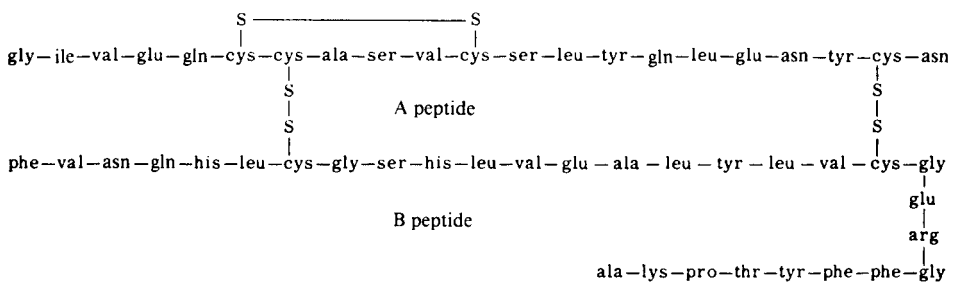 S S
gly–ile–val–glu–gln–cys–cys–ala–ser–val–cys–ser–leu–tyr–gln–leu–glu–asn–tyr–cys–asn
S S
A peptide
S S
phe–val–asn–gln–his–leu–cys–gly–ser–his–leu–val–glu–ala–leu–tyr–leu–val–cys–gly
glu
B peptide
arg
ala–lys–pro–thr–tyr–phe–phe–gly